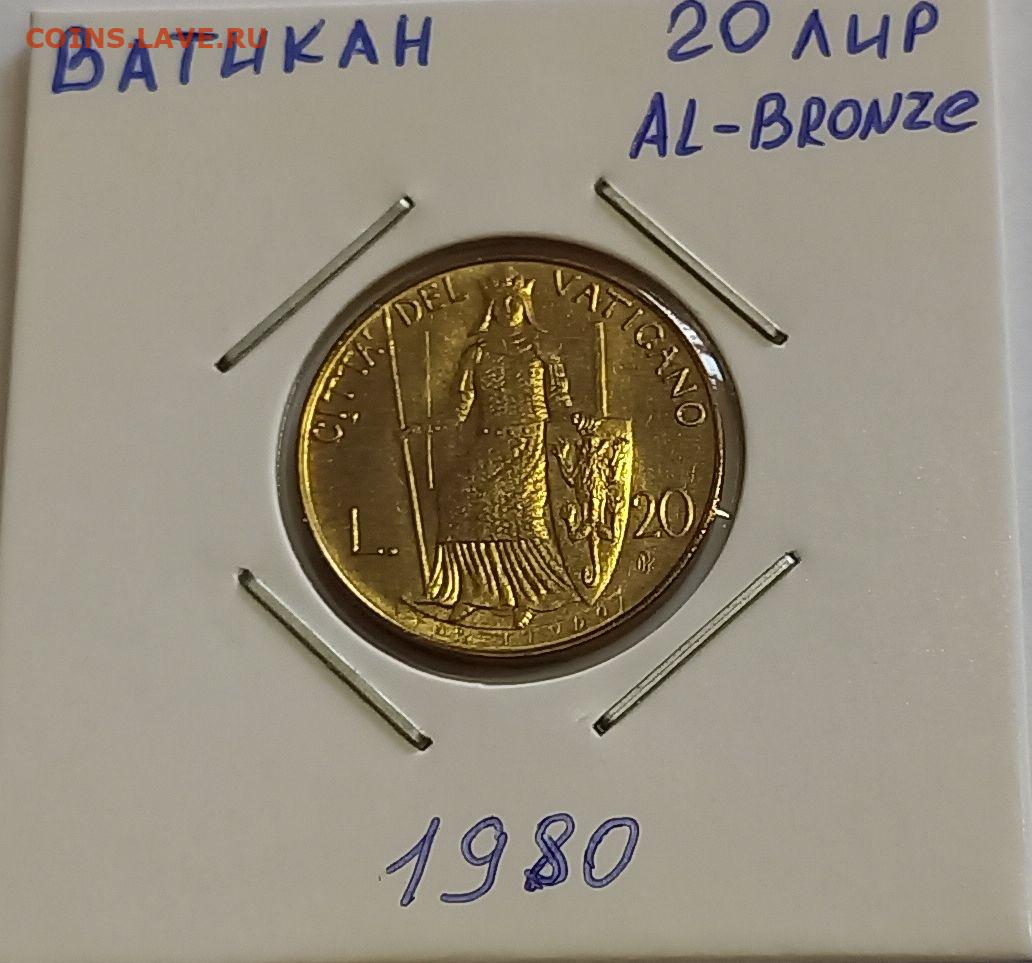 COINS.LAVE.RU
ВАТИКАН
20 ЛИР
AL-BRONZE
CITTA' DEL VATICANO
L. 20
1980